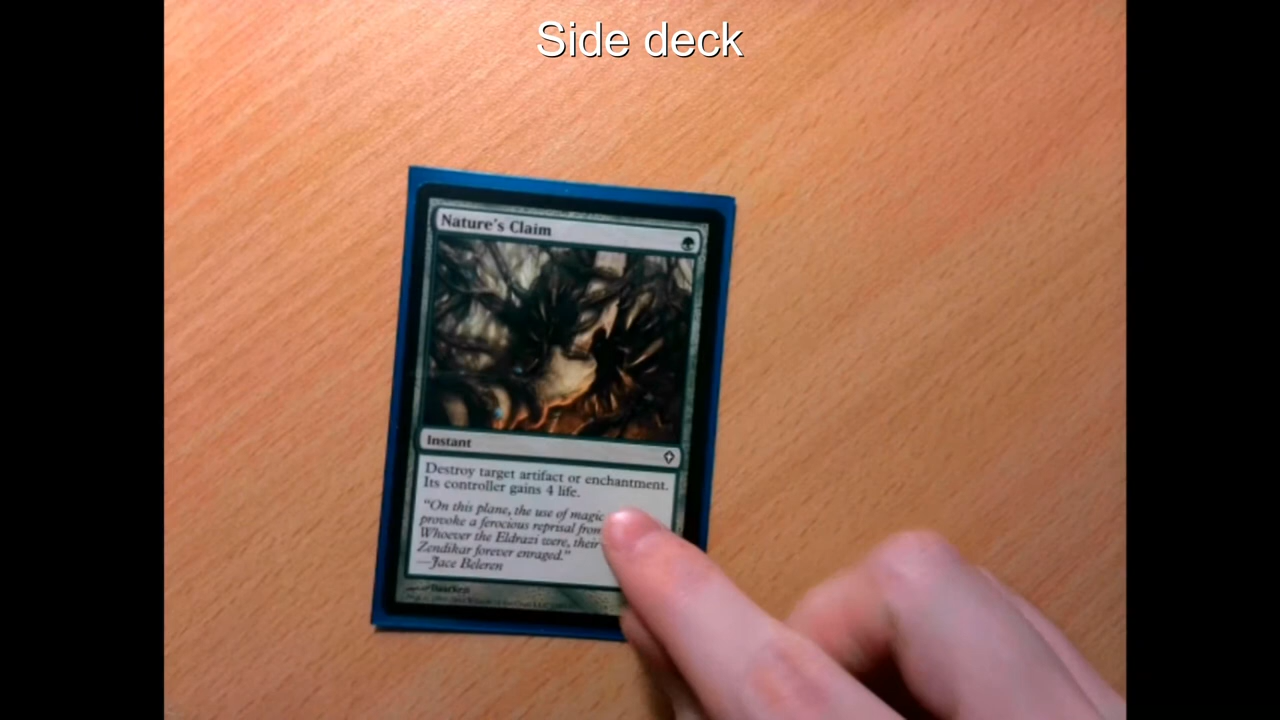 Side deck
Nature's Claim
Instant
Destroy target artifact or enchantment.
Its controller gains 4 life.
"On this plane, the use of magic
provoke a ferocious reprisal from
Whoever the Eldrazi were, their
Zendikar forever enraged."
—Jace Beleren
Daarken